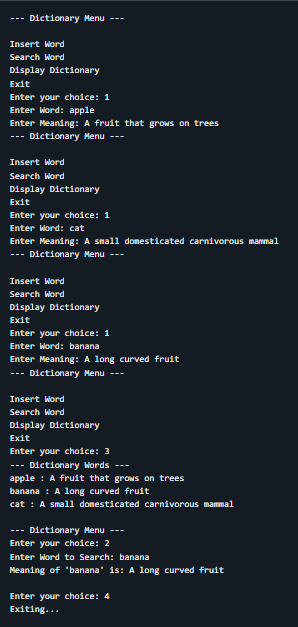 --- Dictionary Menu ---
Insert Word
Search Word
Display Dictionary
Exit
Enter your choice: 1
Enter Word: apple
Enter Meaning: A fruit that grows on trees
--- Dictionary Menu ---
Insert Word
Search Word
Display Dictionary
Exit
Enter your choice: 1
Enter Word: cat
Enter Meaning: A small domesticated carnivorous mammal
--- Dictionary Menu ---
Insert Word
Search Word
Display Dictionary
Exit
Enter your choice: 1
Enter Word: banana
Enter Meaning: A long curved fruit
--- Dictionary Menu ---
Insert Word
Search Word
Display Dictionary
Exit
Enter your choice: 3
--- Dictionary Words ---
apple : A fruit that grows on trees
banana : A long curved fruit
cat : A small domesticated carnivorous mammal
--- Dictionary Menu ---
Enter your choice: 2
Enter Word to Search: banana
Meaning of 'banana' is: A long curved fruit
Enter your choice: 4
Exiting...